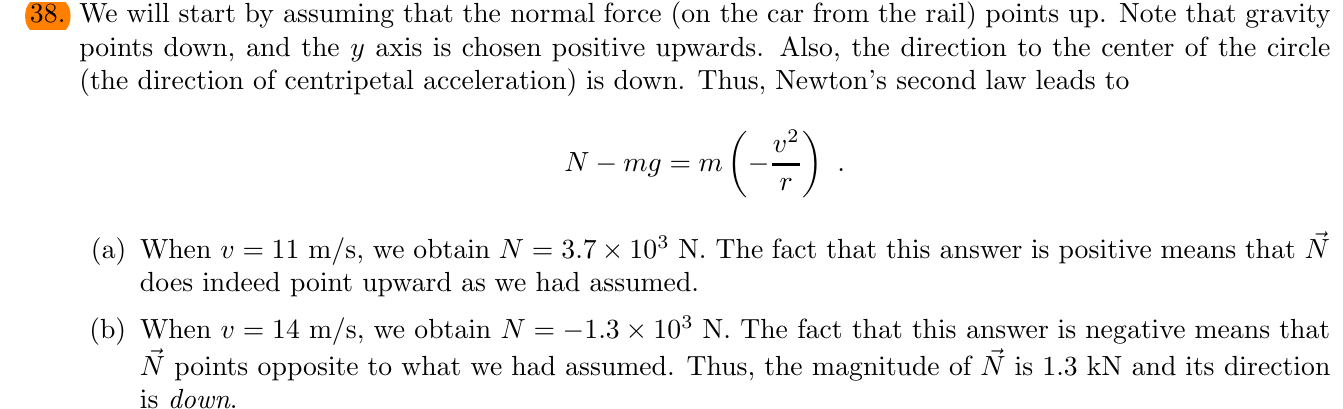 38. We will start by assuming that the normal force (on the car from the rail) points up. Note that gravity
points down, and the y axis is chosen positive upwards. Also, the direction to the center of the circle
(the direction of centripetal acceleration) is down. Thus, Newton's second law leads to
N − mg = m(−v²/r) .
(a) When v = 11 m/s, we obtain N = 3.7 × 10³ N. The fact that this answer is positive means that N⃗
does indeed point upward as we had assumed.
(b) When v = 14 m/s, we obtain N = −1.3 × 10³ N. The fact that this answer is negative means that
N⃗ points opposite to what we had assumed. Thus, the magnitude of N⃗ is 1.3 kN and its direction
is down.